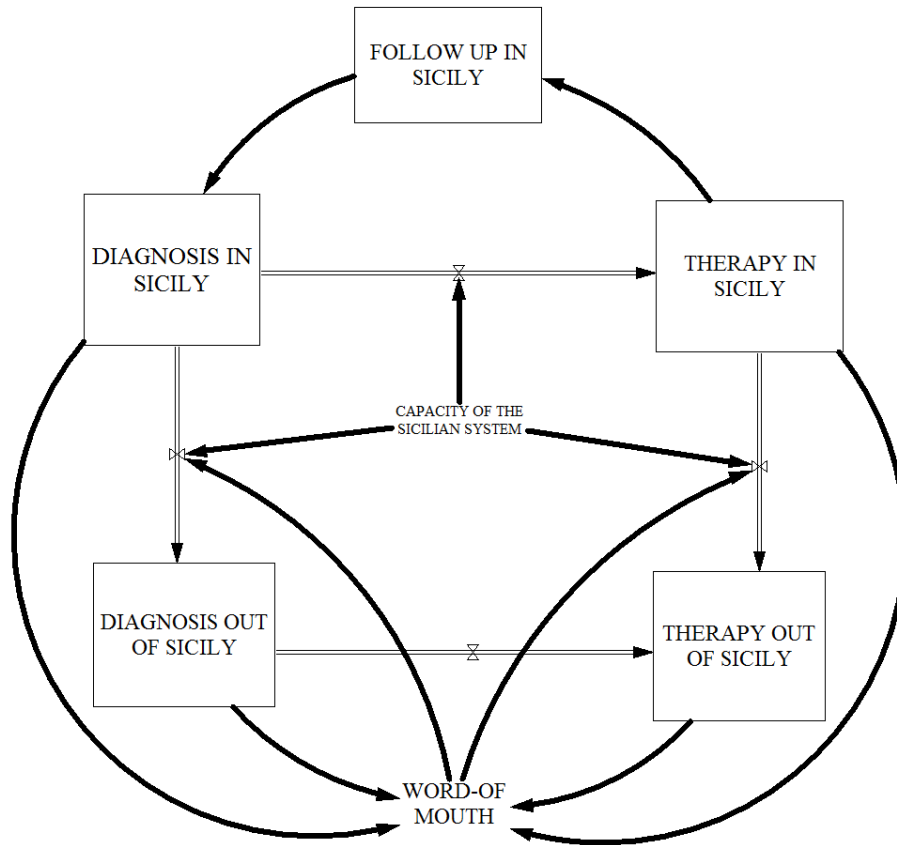 FOLLOW UP IN
SICILY
DIAGNOSIS IN
SICILY
THERAPY IN
SICILY
CAPACITY OF THE
SICILIAN SYSTEM
DIAGNOSIS OUT
OF SICILY
THERAPY OUT
OF SICILY
WORD-OF
MOUTH